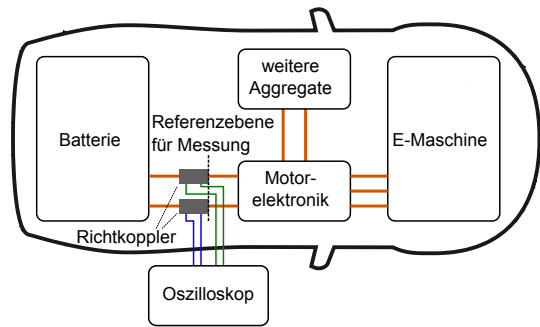 weitere
Aggregate
Batterie
Referenzebene
für Messung
E-Maschine
Motor-
elektronik
Richtkoppler
Oszilloskop